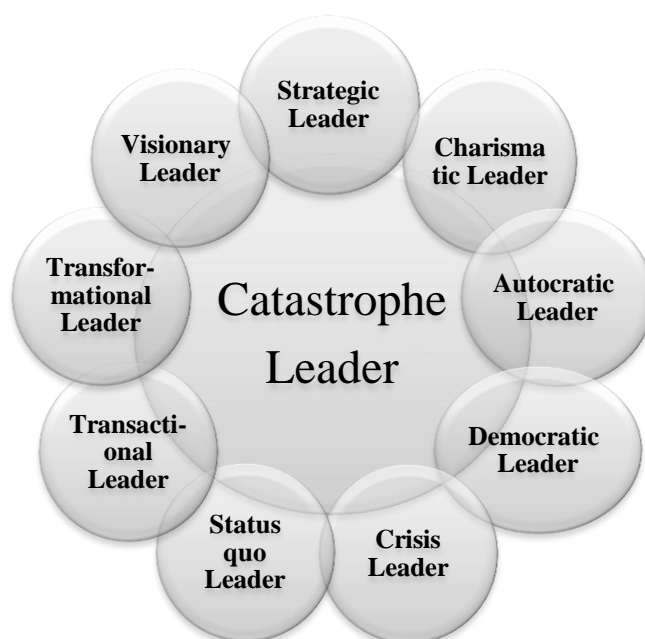 Strategic
Leader
Charisma
tic Leader
Autocratic
Leader
Democratic
Leader
Crisis
Leader
Status
quo
Leader
Transacti-
onal
Leader
Transfor-
mational
Leader
Visionary
Leader
Catastrophe
Leader